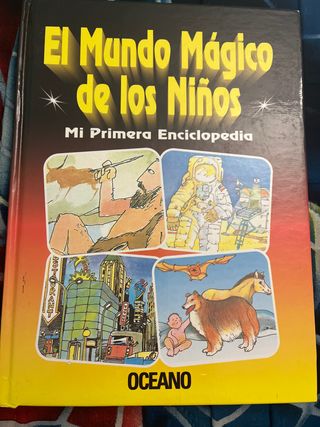 El Mundo Mágico
de los Niños
Mi Primera Enciclopedia
OCEANO